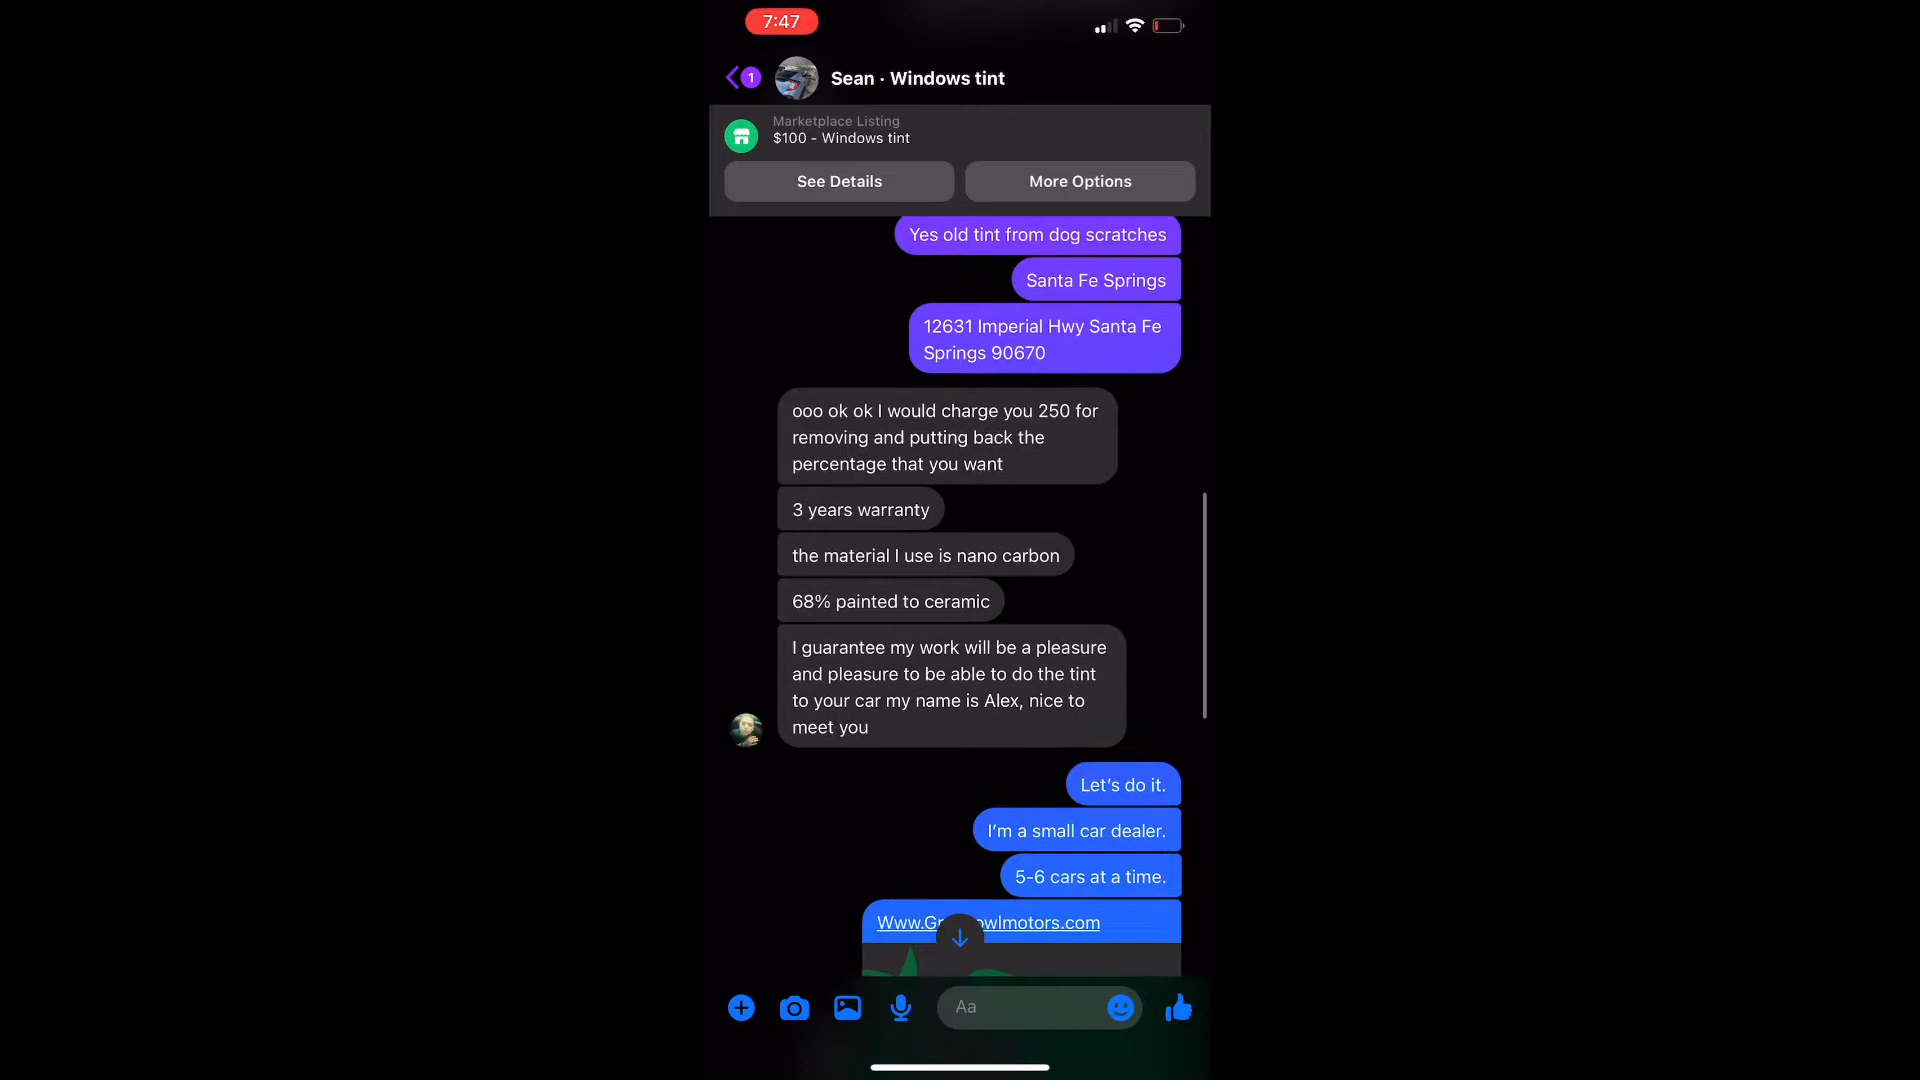 7:47
1
Sean · Windows tint
Marketplace Listing
$100 - Windows tint
See Details
More Options
Yes old tint from dog scratches
Santa Fe Springs
12631 Imperial Hwy Santa Fe
Springs 90670
ooo ok ok I would charge you 250 for
removing and putting back the
percentage that you want
3 years warranty
the material I use is nano carbon
68% painted to ceramic
I guarantee my work will be a pleasure
and pleasure to be able to do the tint
to your car my name is Alex, nice to
meet you
Let’s do it.
I’m a small car dealer.
5-6 cars at a time.
Aa